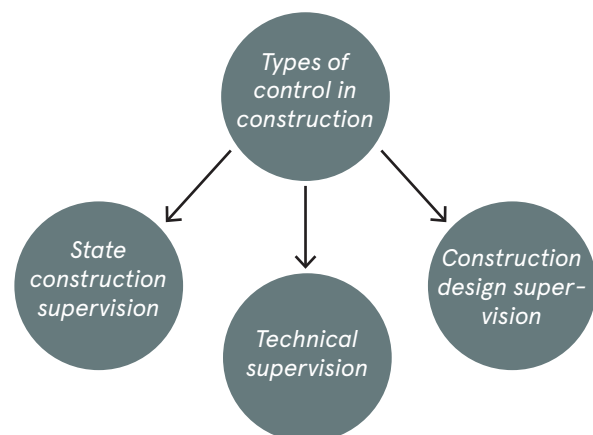 Types of
control in
construction
State
construction
supervision
Technical
supervision
Construction
design super-
vision